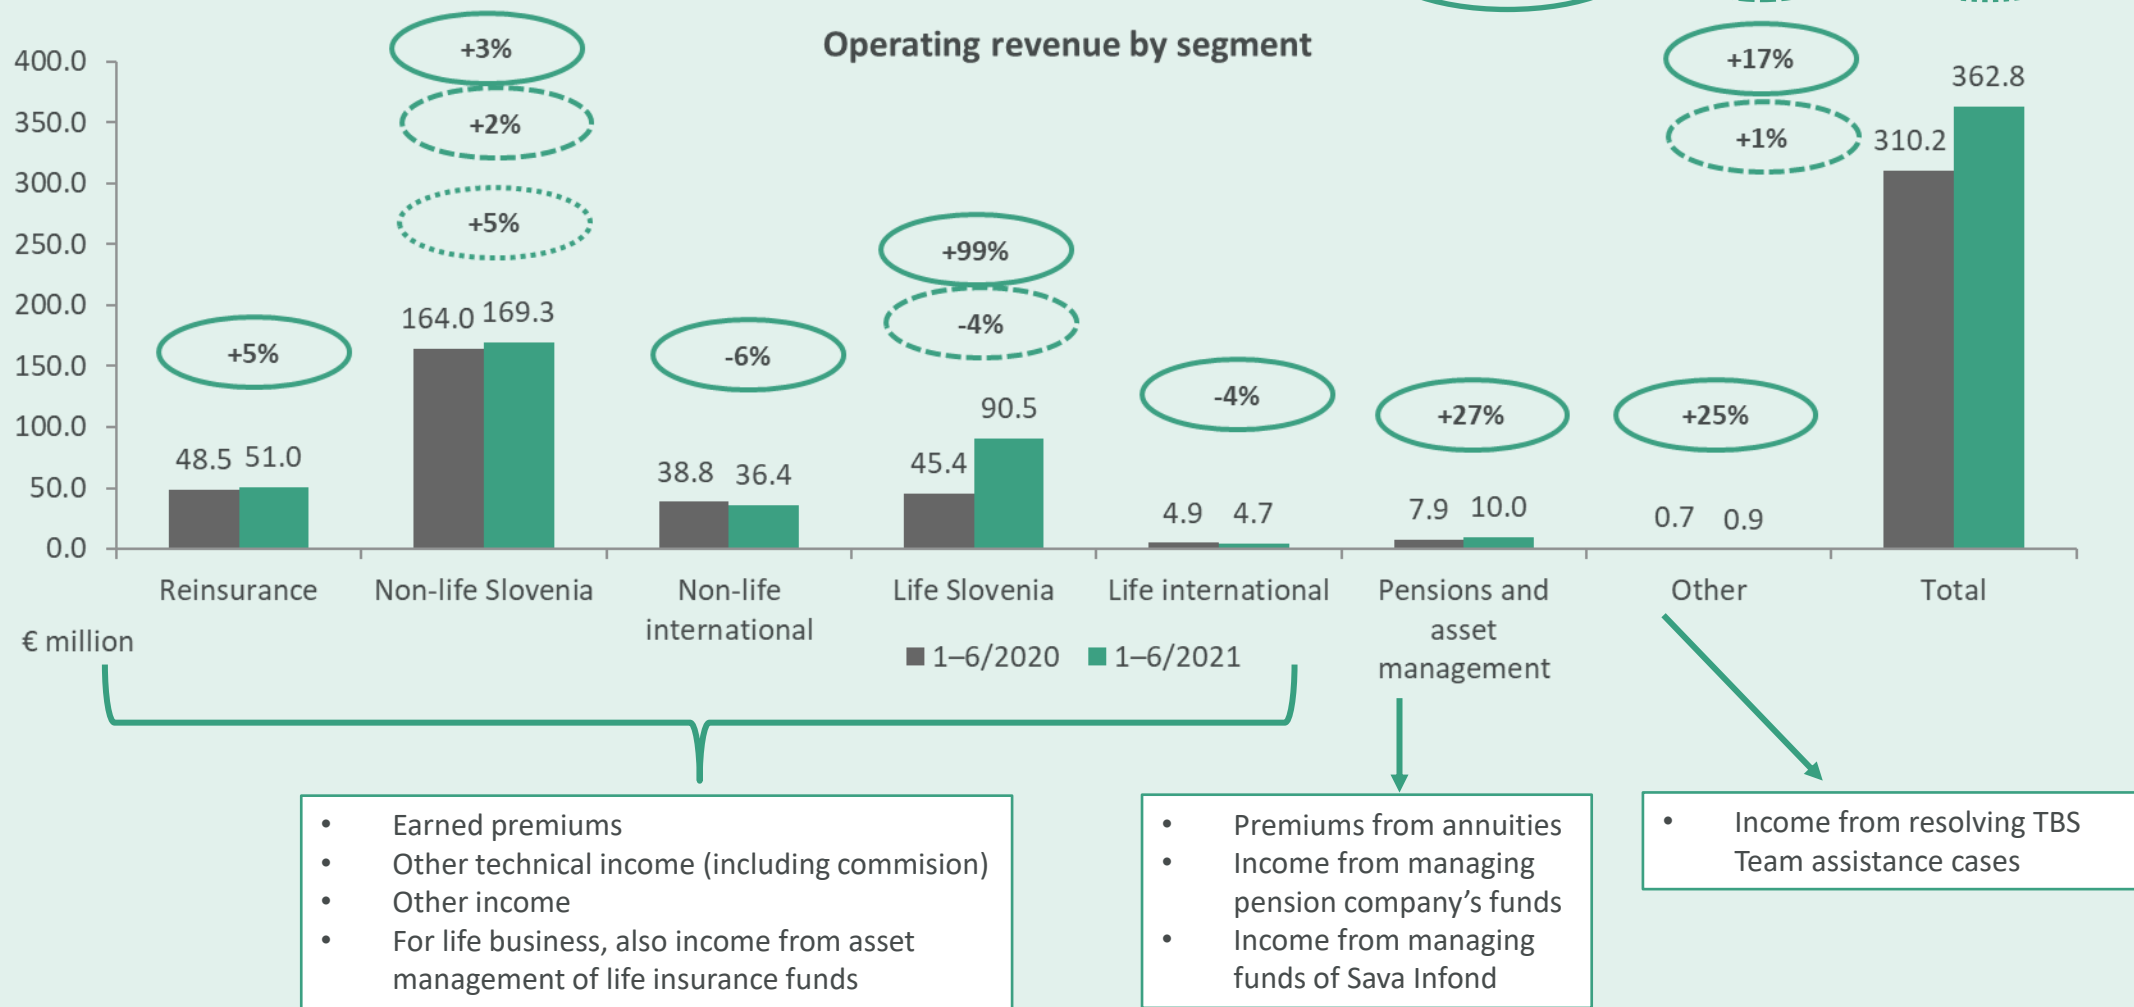 Operating revenue by segment
400.0
350.0
300.0
250.0
200.0
150.0
100.0
50.0
0.0
+5%
48.5 51.0
+3%
+2%
+5%
164.0 169.3
-6%
38.8 36.4
+99%
-4%
45.4
90.5
-4%
4.9 4.7
+27%
7.9 10.0
+25%
0.7 0.9
+17%
+1%
310.2
362.8
Reinsurance
Non-life Slovenia
Non-life
international
Life Slovenia
Life international
Pensions and
asset
management
Other
Total
€ million
1–6/2020 1–6/2021
• Earned premiums
• Other technical income (including commision)
• Other income
• For life business, also income from asset
management of life insurance funds
• Premiums from annuities
• Income from managing
pension company’s funds
• Income from managing
funds of Sava Infond
• Income from resolving TBS
Team assistance cases